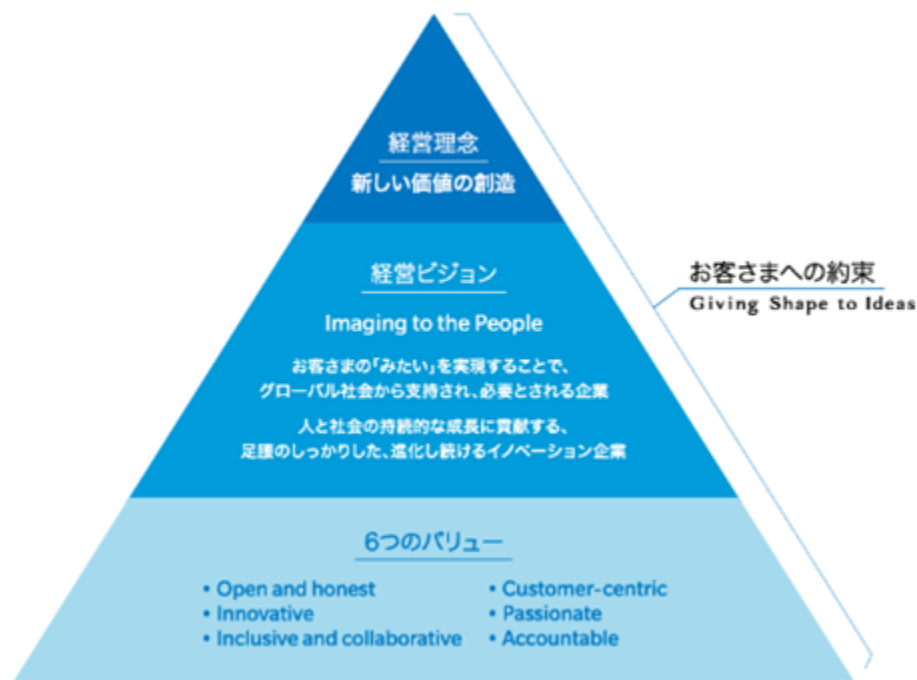 経営理念
新しい価値の創造
経営ビジョン
Imaging to the People
お客さまの「みたい」を実現することで、
グローバル社会から支持され、必要とされる企業
人と社会の持続的な成長に貢献する、
足腰のしっかりした、進化し続けるイノベーション企業
お客さまへの約束
Giving Shape to Ideas
6つのバリュー
• Open and honest
• Innovative
• Inclusive and collaborative
• Customer-centric
• Passionate
• Accountable